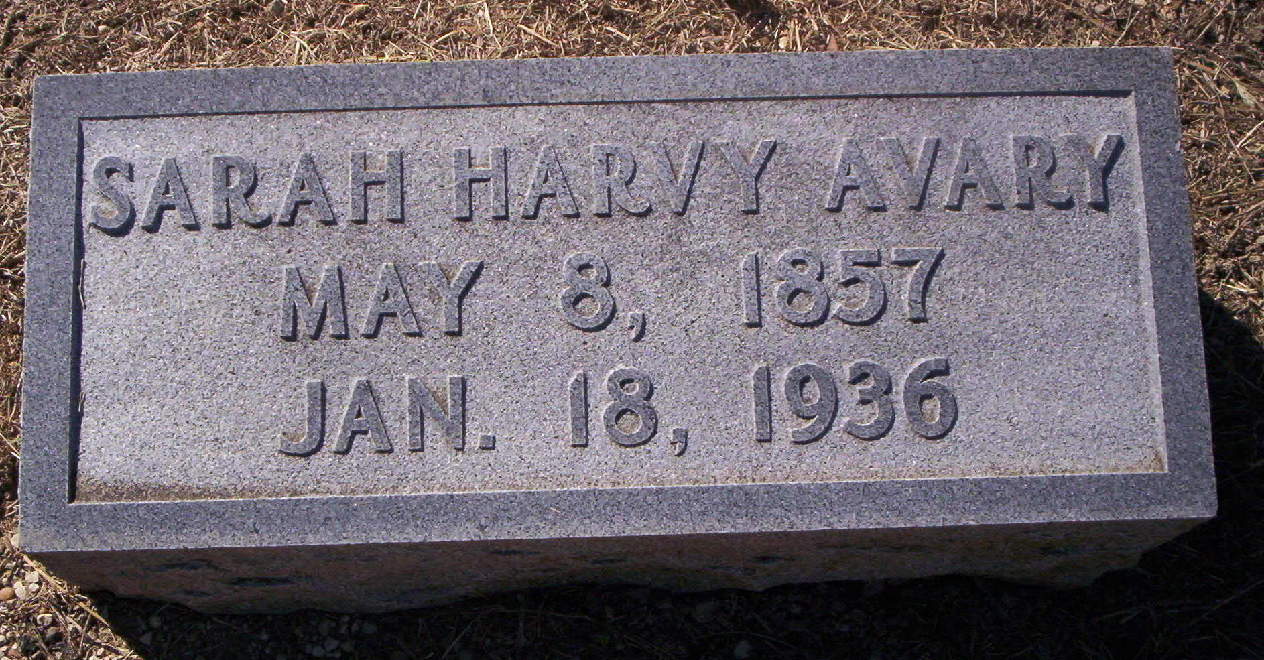 SARAH HARVY AVARY
MAY 8, 1857
JAN. 18, 1936